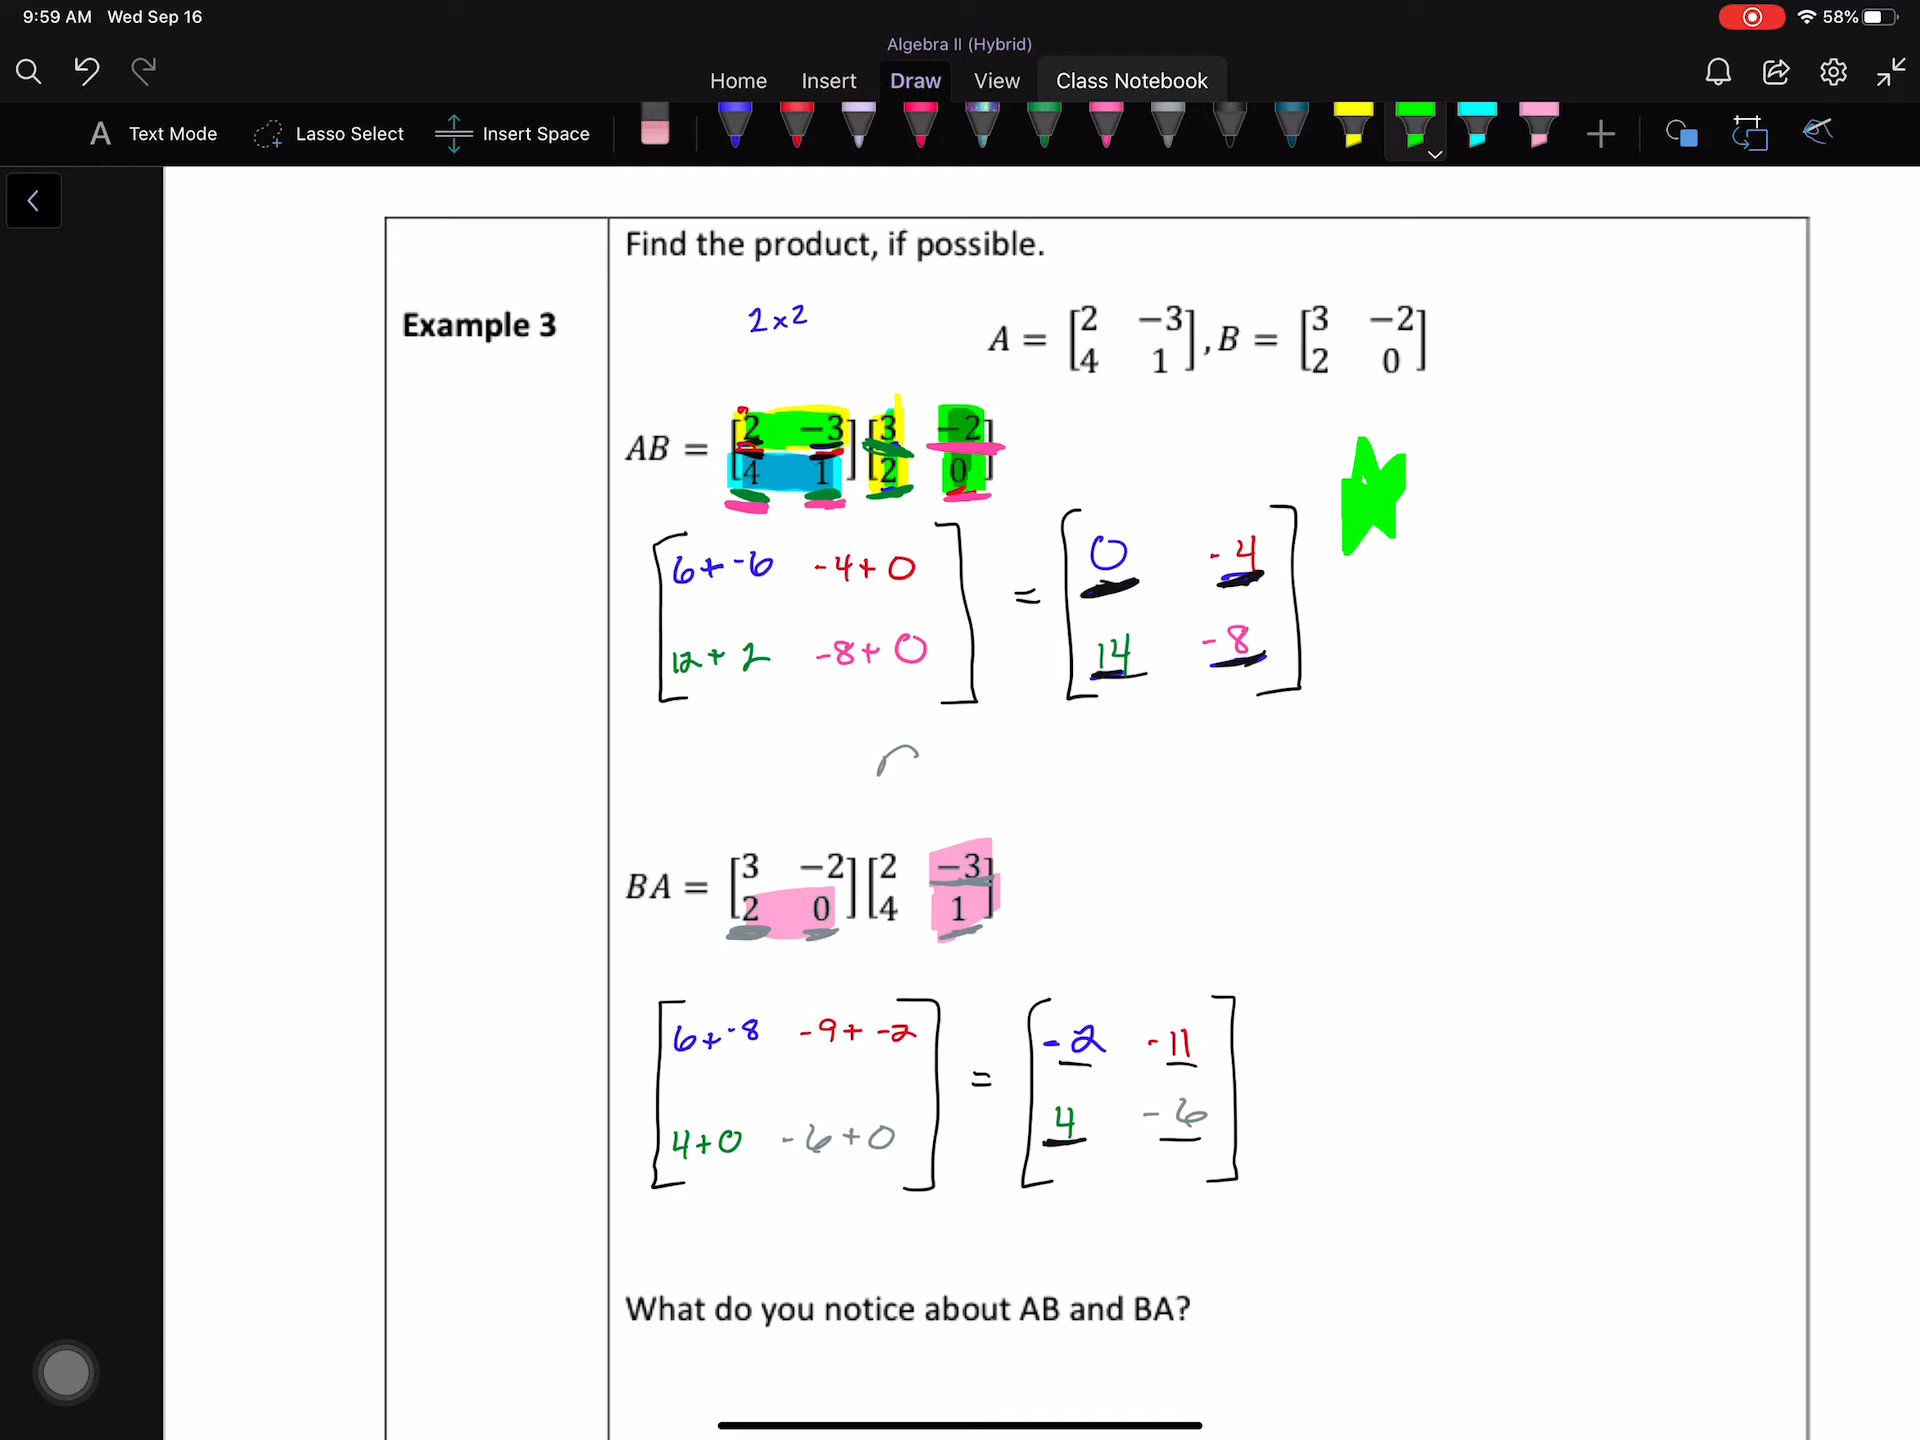 9:59 AM Wed Sep 16
58%
Algebra II (Hybrid)
Home Insert Draw View Class Notebook
A Text Mode Lasso Select Insert Space
Find the product, if possible.
Example 3
2×2
A = [2 −3; 4 1], B = [3 −2; 2 0]
AB = [2 −3; 4 1] [3 −2; 2 0]
[6+-6 -4+0; 12+2 -8+0] = [0 -4; 14 -8]
BA = [3 −2; 2 0] [2 −3; 4 1]
[6+-8 -9+-2; 4+0 -6+0] = [-2 -11; 4 -6]
What do you notice about AB and BA?